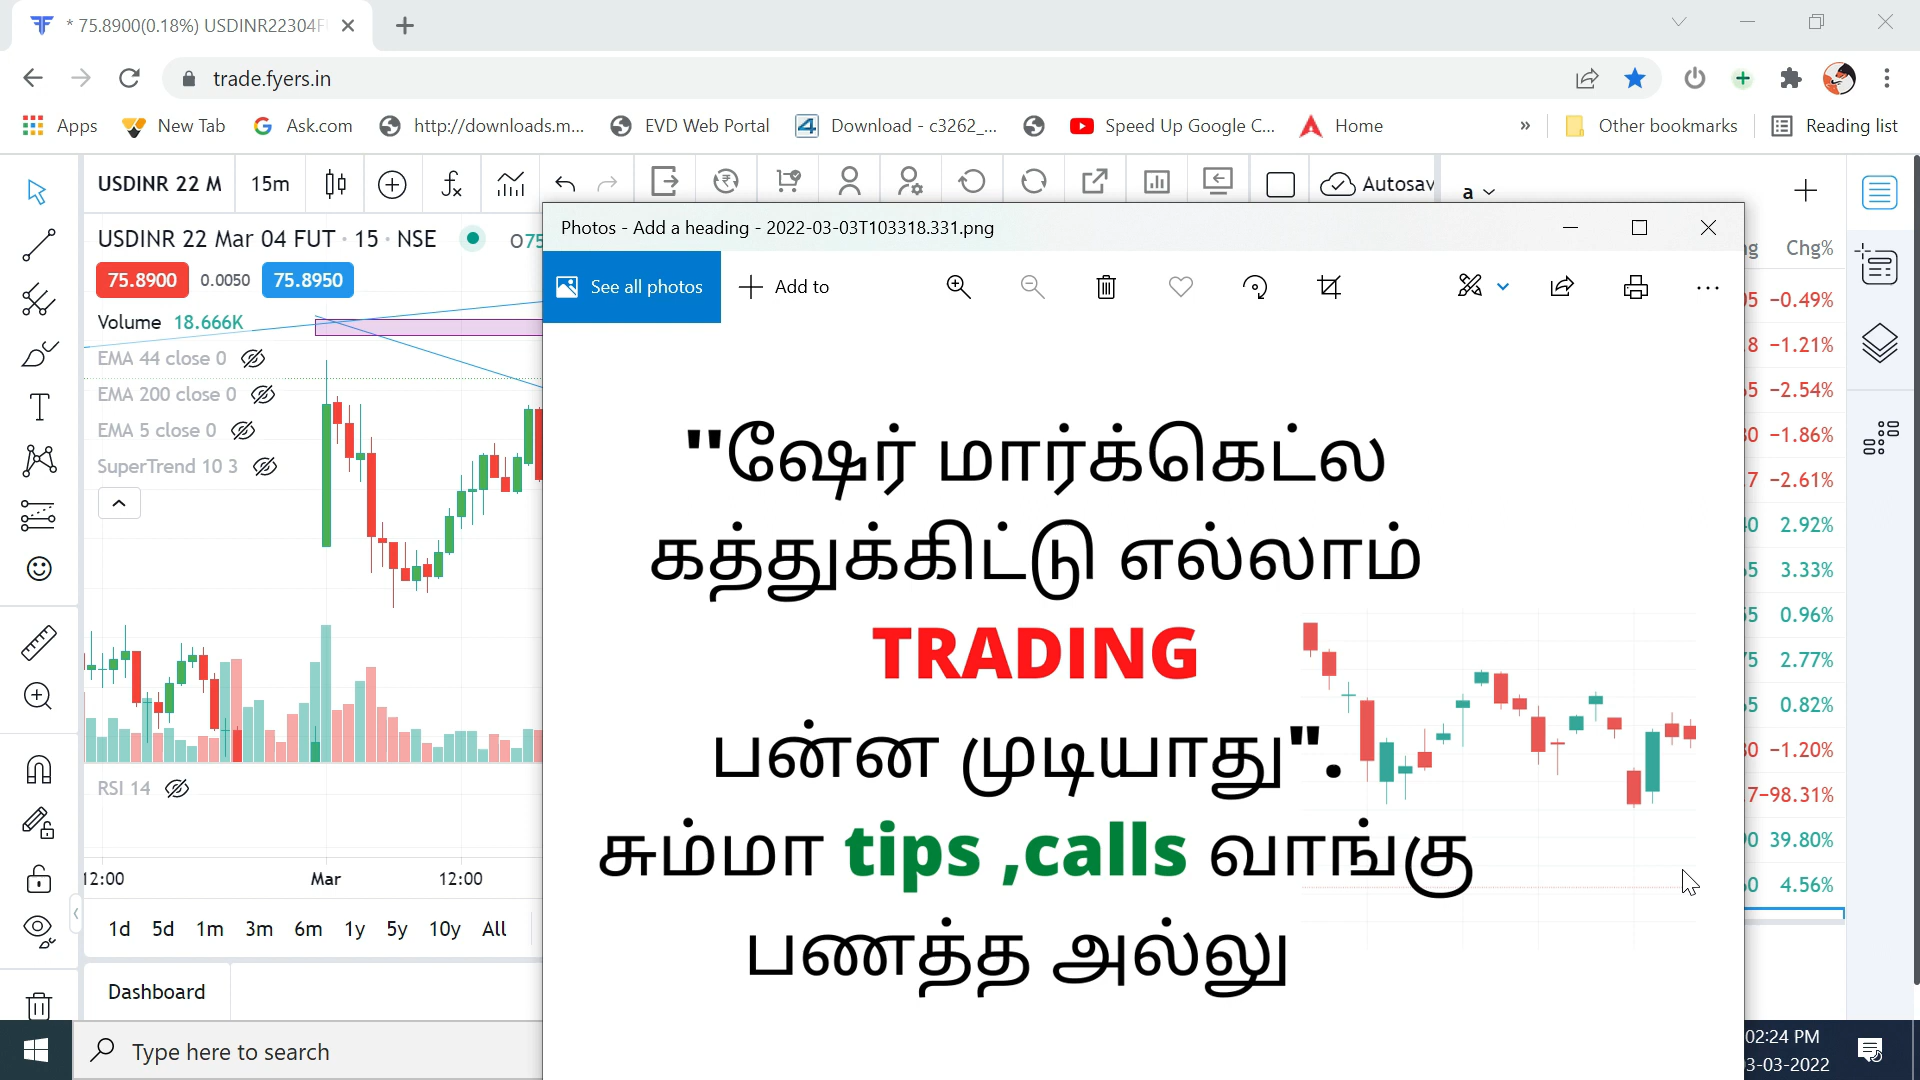 * 75.8900(0.18%) USDINR22304F
trade.fyers.in
Apps
New Tab
Ask.com
http://downloads.m...
EVD Web Portal
Download - c3262_...
Speed Up Google C...
Home
»
Other bookmarks
Reading list
USDINR 22 M
15m
Autosav
a
USDINR 22 Mar 04 FUT · 15 · NSE
O75
Chg%
75.8900
0.0050
75.8950
Volume 18.666K
EMA 44 close 0
EMA 200 close 0
EMA 5 close 0
SuperTrend 10 3
RSI 14
12:00
Mar
12:00
1d 5d 1m 3m 6m 1y 5y 10y All
Dashboard
Photos - Add a heading - 2022-03-03T103318.331.png
See all photos
Add to
"ஷேர் மார்க்கெட்ல
கத்துக்கிட்டு எல்லாம்
TRADING
பன்ன முடியாது".
சும்மா tips ,calls வாங்கு
பணத்த அல்லு
-0.49%
-1.21%
-2.54%
-1.86%
-2.61%
2.92%
3.33%
0.96%
2.77%
0.82%
-1.20%
-98.31%
39.80%
4.56%
Type here to search
02:24 PM
3-03-2022